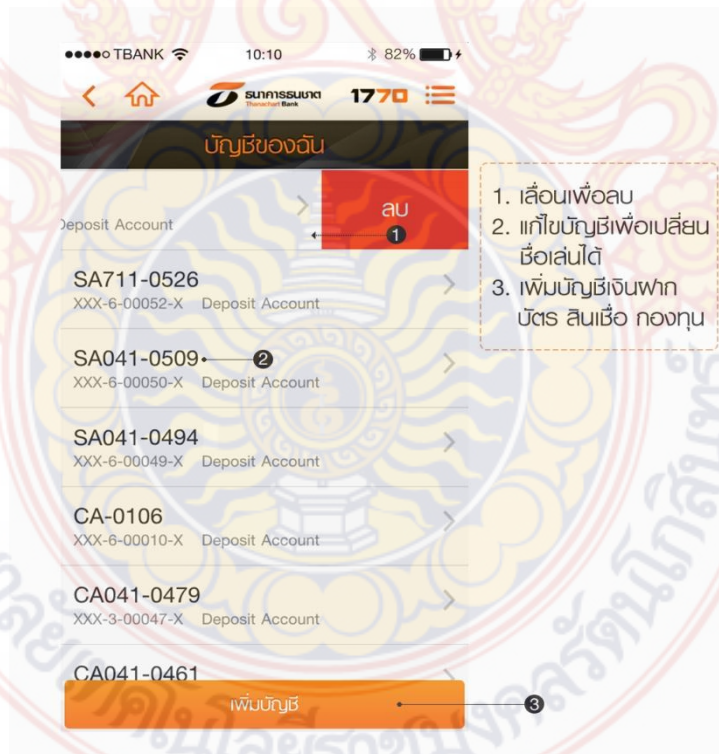 TBANK 10:10 82%
ธนาคารธนชาต
Thanachart Bank
1770
บัญชีของฉัน
ลบ
Deposit Account
1
SA711-0526
XXX-6-00052-X Deposit Account
SA041-0509 2
XXX-6-00050-X Deposit Account
SA041-0494
XXX-6-00049-X Deposit Account
CA-0106
XXX-6-00010-X Deposit Account
CA041-0479
XXX-3-00047-X Deposit Account
CA041-0461
เพิ่มบัญชี 3
1. เลื่อนเพื่อลบ
2. แก้ไขบัญชีเพื่อเปลี่ยน
ชื่อเล่นได้
3. เพิ่มบัญชีเงินฝาก
บัตร สินเชื่อ กองทุน